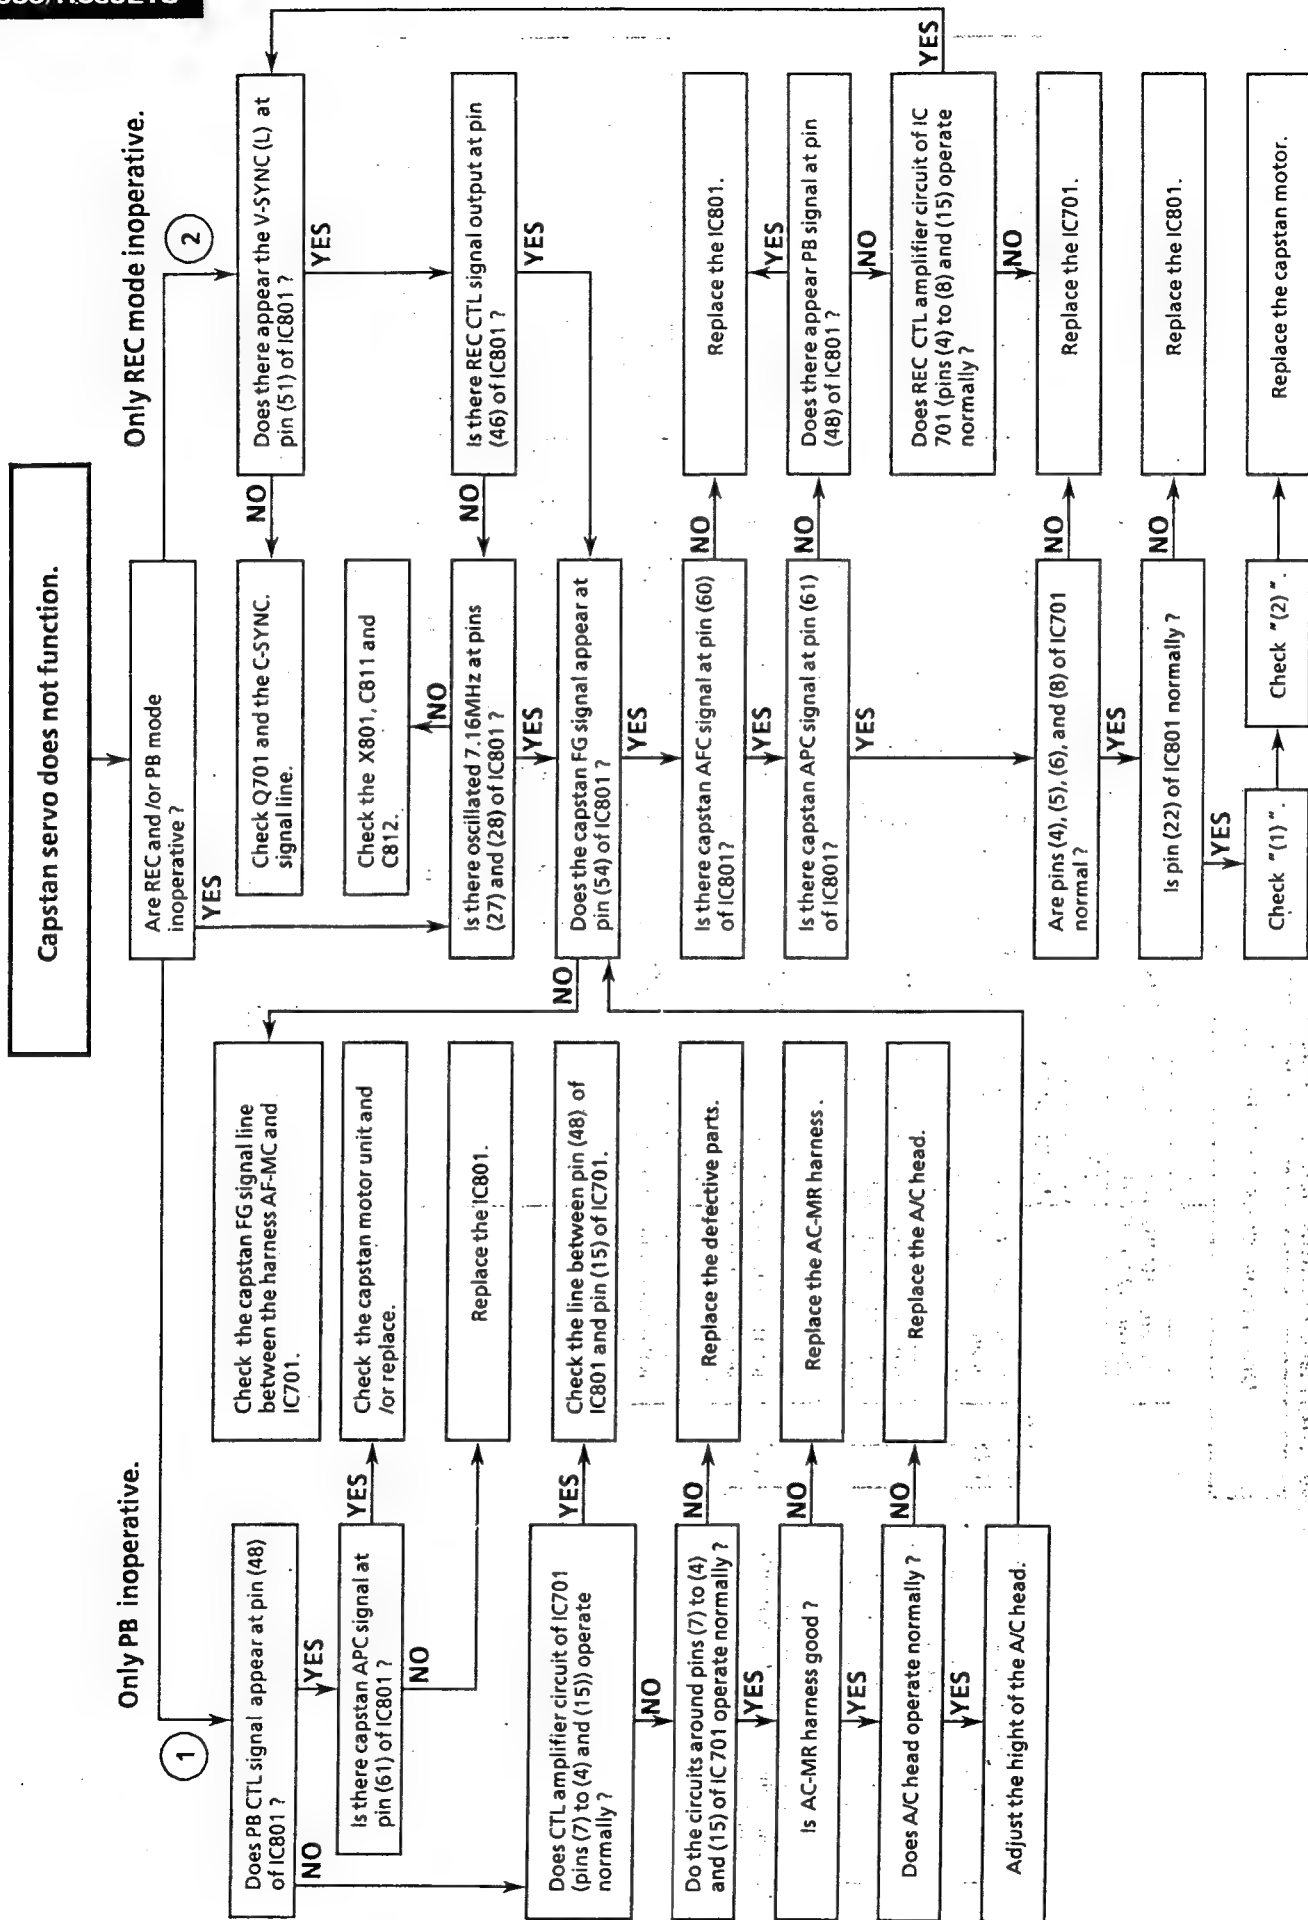 Capstan servo does not function.
Only PB inoperative.
Only REC mode inoperative.
1
2
Are REC and/or PB mode
inoperative ?
YES
Does PB CTL signal appear at pin (48)
of IC801 ?
YES
NO
Is there capstan APC signal at
pin (61) of IC801 ?
YES
NO
Does CTL amplifier circuit of IC701
(pins (7) to (4) and (15)) operate
normally ?
YES
NO
Do the circuits around pins (7) to (4)
and (15) of IC 701 operate normally ?
NO
YES
Is AC-MR harness good ?
NO
YES
Does A/C head operate normally ?
NO
YES
Adjust the hight of the A/C head.
Check the capstan FG signal line
between the harness AF-MC and
IC701.
Check the capstan motor unit and
/or replace.
Replace the IC801.
Check the line between pin (48) of
IC801 and pin (15) of IC701.
Replace the defective parts.
Replace the AC-MR harness.
Replace the A/C head.
Check Q701 and the C-SYNC.
signal line.
Check the X801, C811 and
C812.
NO
Is there oscillated 7.16MHz at pins
(27) and (28) of IC801 ?
YES
Does the capstan FG signal appear at
pin (54) of IC801 ?
NO
YES
Is there capstan AFC signal at pin (60)
of IC801?
NO
YES
Is there capstan APC signal at pin (61)
of IC801?
NO
YES
Are pins (4), (5), (6), and (8) of IC701
normal ?
NO
YES
Is pin (22) of IC801 normally ?
NO
YES
Check "(1)".
Check "(2)".
Does there appear the V-SYNC (L) at
pin (51) of IC801 ?
NO
YES
Is there REC CTL signal output at pin
(46) of IC801 ?
NO
YES
Replace the IC801.
YES
Does there appear PB signal at pin
(48) of IC801 ?
NO
Does REC CTL amplifier circuit of IC
701 (pins (4) to (8) and (15) operate
normally ?
YES
NO
Replace the IC701.
Replace the IC801.
Replace the capstan motor.